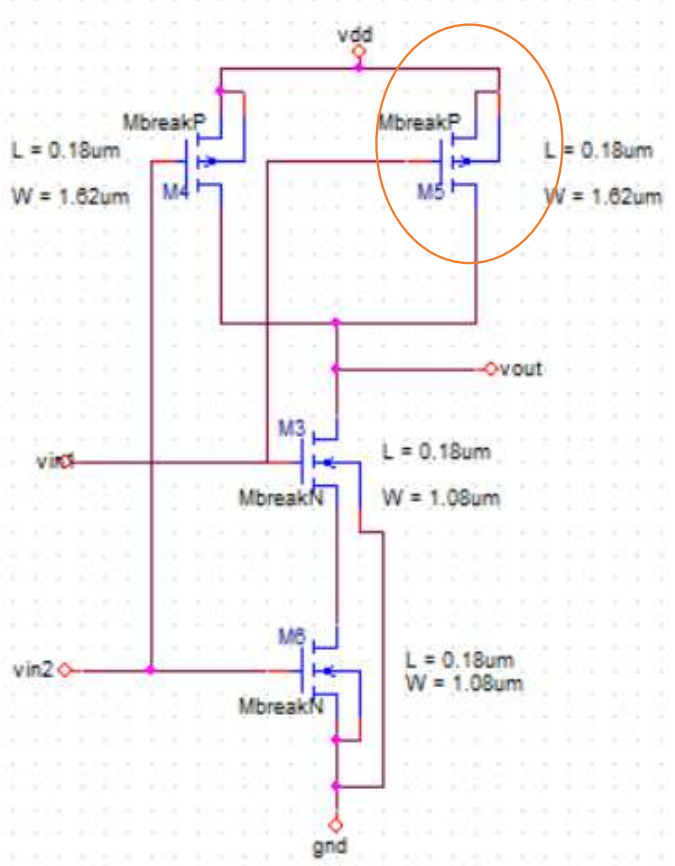 vdd
MbreakP
MbreakP
L = 0.18um
L = 0.18um
W = 1.62um
M4
M5
W = 1.62um
vout
M3
L = 0.18um
MbreakN
W = 1.08um
M6
vin2
L = 0.18um
W = 1.08um
MbreakN
gnd